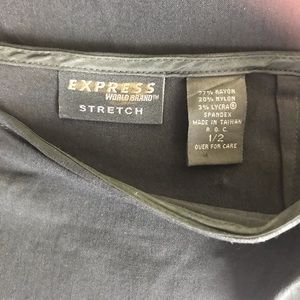 EXPRESS
WORLD BRAND™
STRETCH
77% RAYON
20% NYLON
3% LYCRA®
SPANDEX
MADE IN TAIWAN
R.O.C.
1/2
OVER FOR CARE